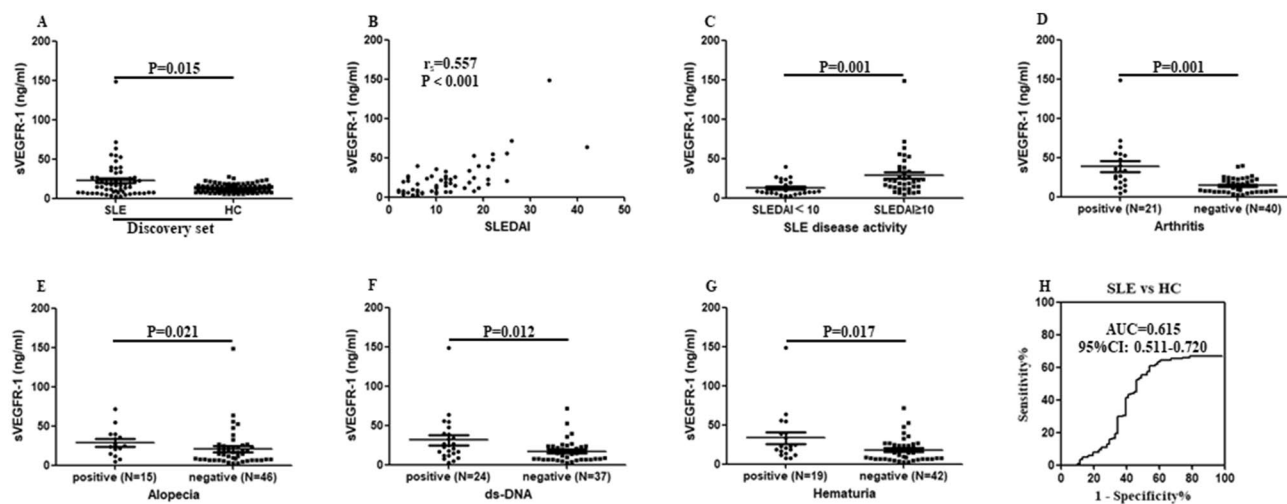 A
200
150
100
50
0
sVEGFR-1 (ng/ml)
P=0.015
SLE
HC
Discovery set
B
200
150
100
50
0
sVEGFR-1 (ng/ml)
rs=0.557
P < 0.001
0 10 20 30 40 50
SLEDAI
C
200
150
100
50
0
sVEGFR-1 (ng/ml)
P=0.001
SLEDAI < 10
SLEDAI≥10
SLE disease activity
D
200
150
100
50
0
sVEGFR-1 (ng/ml)
P=0.001
positive (N=21)
negative (N=40)
Arthritis
E
200
150
100
50
0
sVEGFR-1 (ng/ml)
P=0.021
positive (N=15)
negative (N=46)
Alopecia
F
200
150
100
50
0
sVEGFR-1 (ng/ml)
P=0.012
positive (N=24)
negative (N=37)
ds-DNA
G
200
150
100
50
0
sVEGFR-1 (ng/ml)
P=0.017
positive (N=19)
negative (N=42)
Hematuria
H
SLE vs HC
100
80
60
40
20
0
Sensitivity%
AUC=0.615
95%CI: 0.511-0.720
0 20 40 60 80 100
1 - Specificity%